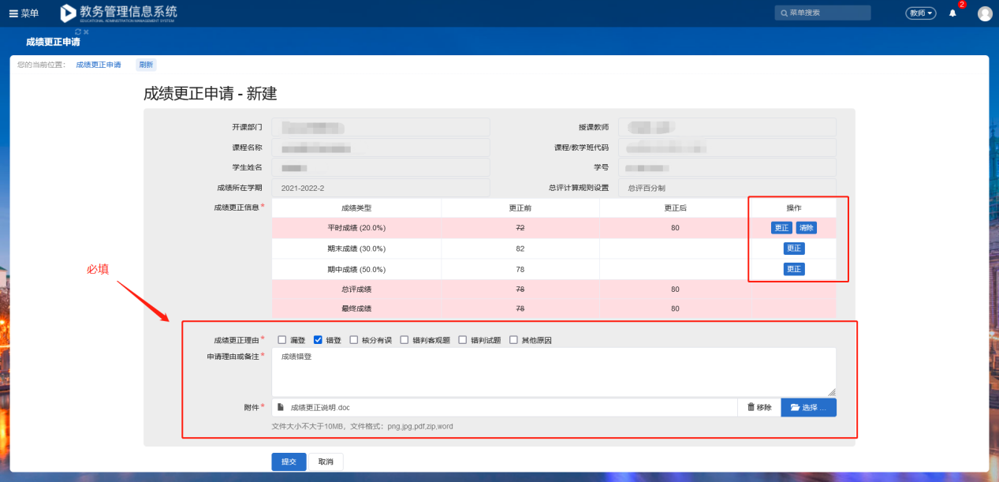 菜单
教务管理信息系统
EDUCATIONAL ADMINISTRATION MANAGEMENT SYSTEM
菜单搜索
教师
2
成绩更正申请
您的当前位置： 成绩更正申请 刷新
成绩更正申请 - 新建
开课部门 授课教师
课程名称 课程/教学班代码
学生姓名 学号
成绩所在学期 2021-2022-2 总评计算规则设置 总评百分制
成绩更正信息* 成绩类型 更正前 更正后 操作
平时成绩 (20.0%) 72 80 更正 清除
期末成绩 (30.0%) 82 更正
期中成绩 (50.0%) 78 更正
总评成绩 78 80
最终成绩 78 80
必填
成绩更正理由* 漏登 错登 核分有误 错判客观题 错判试题 其他原因
申请理由或备注* 成绩错登
附件* 成绩更正说明.doc 移除 选择 ...
文件大小不大于10MB，文件格式：png,jpg,pdf,zip,word
提交 取消